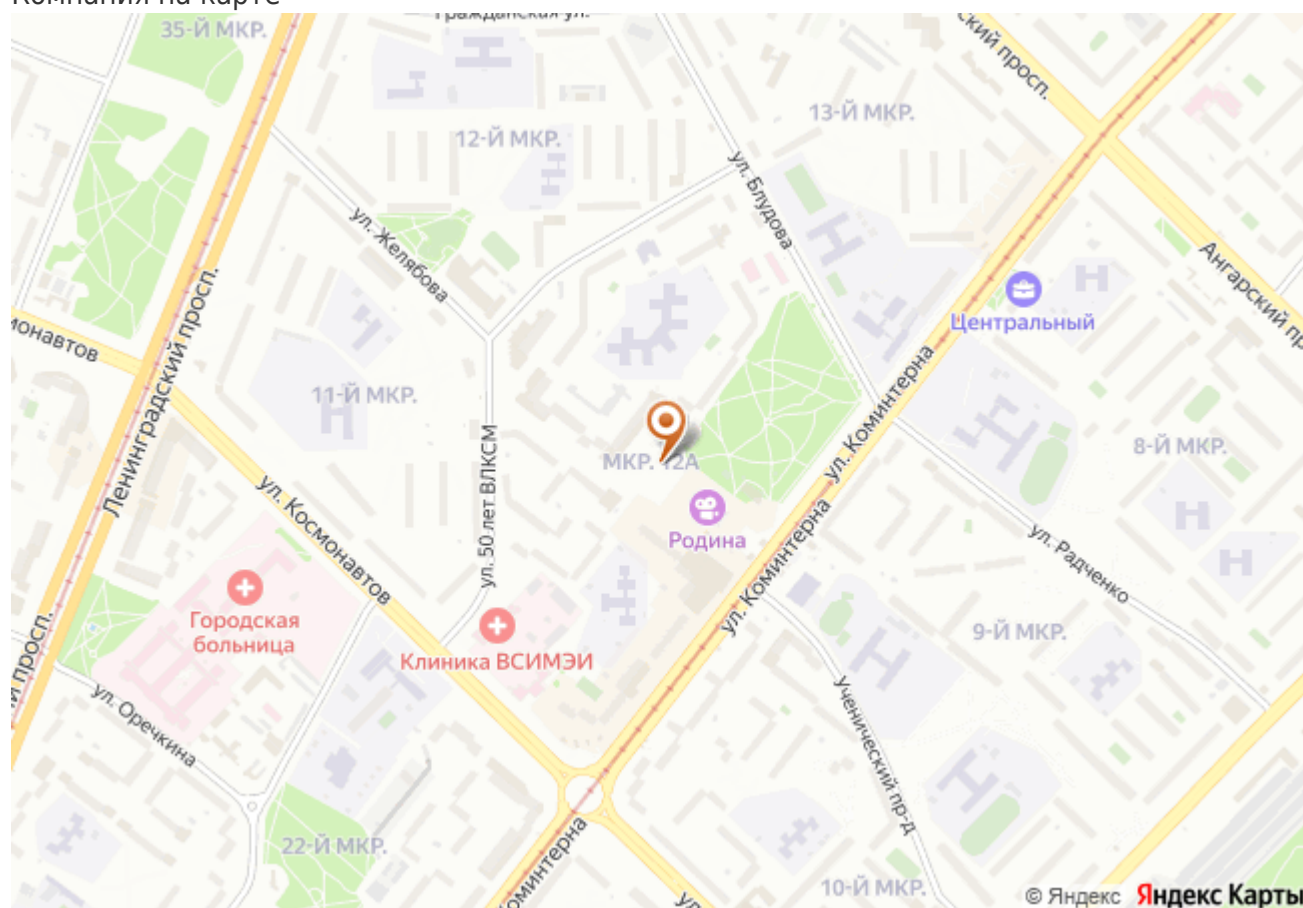 Компания на карте
Гражданская ул.
35-Й МКР.
ский просп.
13-Й МКР.
12-Й МКР.
ул. Блудова
ул. Желябова
Ангарский пр
Центральный
монавтов
Ленинградский просп.
11-Й МКР.
ул. Коминтерна
8-Й МКР.
МКР. 12А
ул. 50 лет ВЛКСМ
ул. Космонавтов
Родина
ул. Коминтерна
ул. Радченко
Городская
больница
Клиника ВСИМЭИ
9-Й МКР.
й просп.
ул. Оречкина
Ученический пр-д
22-Й МКР.
Коминтерна
10-Й МКР.
ул.
© Яндекс Яндекс Карты